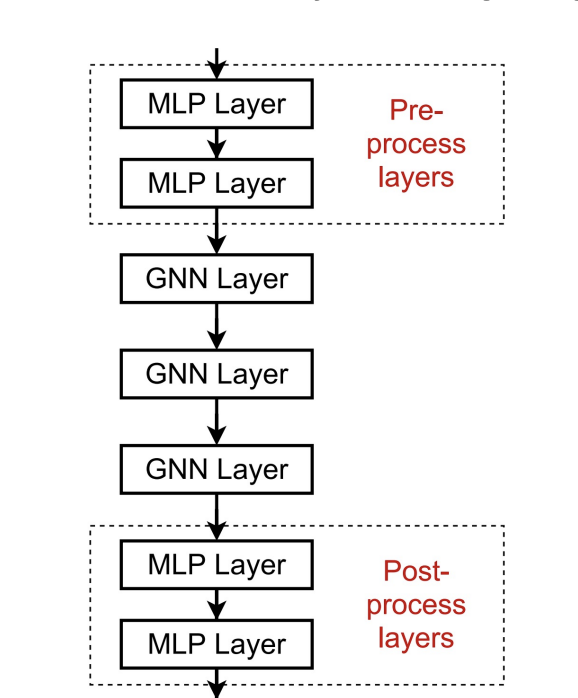 MLP Layer
MLP Layer
Pre-
process
layers
GNN Layer
GNN Layer
GNN Layer
MLP Layer
MLP Layer
Post-
process
layers